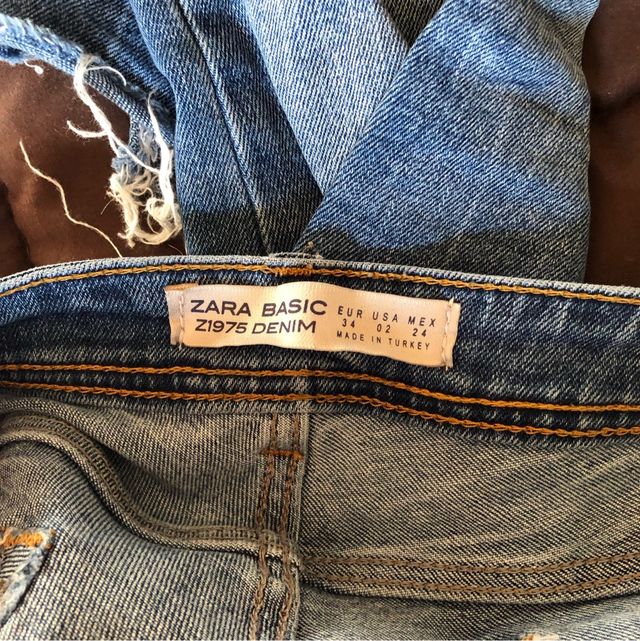 ZARA BASIC
Z1975 DENIM
EUR USA MEX
34 02 24
MADE IN TURKEY